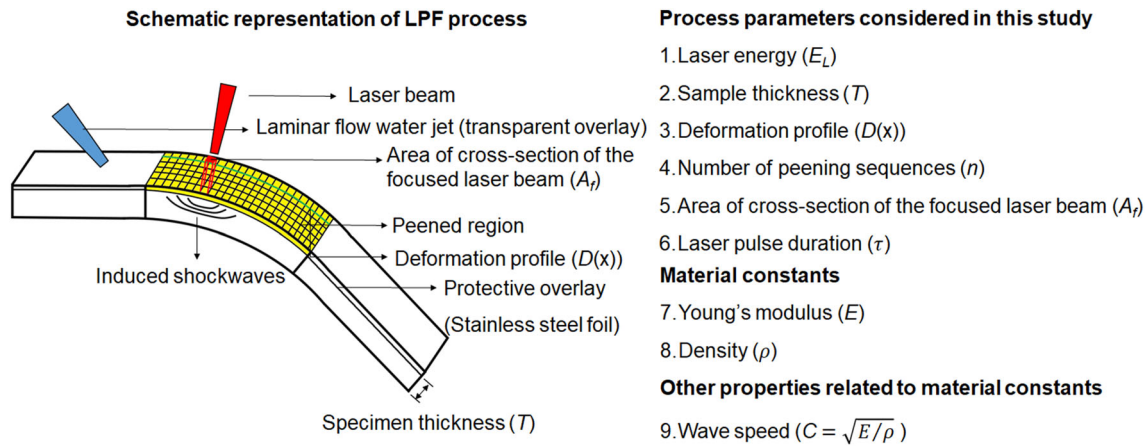 Schematic representation of LPF process
Laser beam
Laminar flow water jet (transparent overlay)
Area of cross-section of the
focused laser beam (A_f)
Peened region
Induced shockwaves
Deformation profile (D(x))
Protective overlay
(Stainless steel foil)
Specimen thickness (T)
Process parameters considered in this study
1.Laser energy (E_L)
2.Sample thickness (T)
3.Deformation profile (D(x))
4.Number of peening sequences (n)
5.Area of cross-section of the focused laser beam (A_f)
6.Laser pulse duration (τ)
Material constants
7.Young's modulus (E)
8.Density (ρ)
Other properties related to material constants
9.Wave speed (C = √E/ρ )